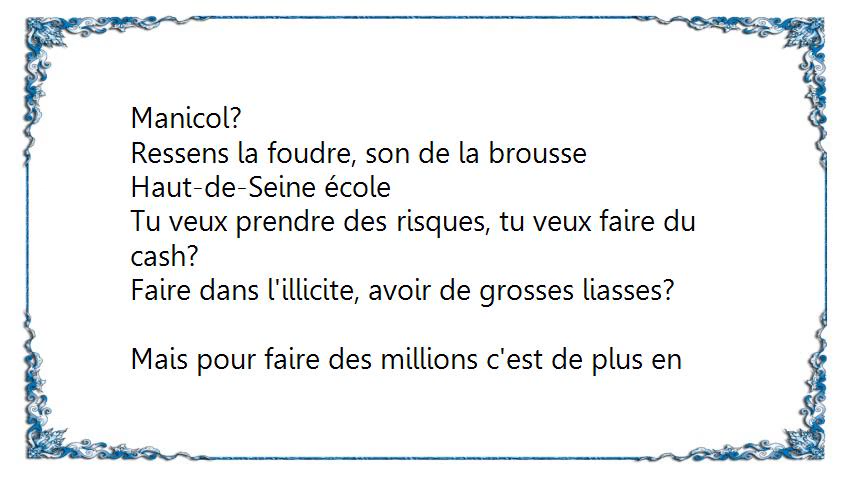 Manicol?
Ressens la foudre, son de la brousse
Haut-de-Seine école
Tu veux prendre des risques, tu veux faire du
cash?
Faire dans l'illicite, avoir de grosses liasses?
Mais pour faire des millions c'est de plus en